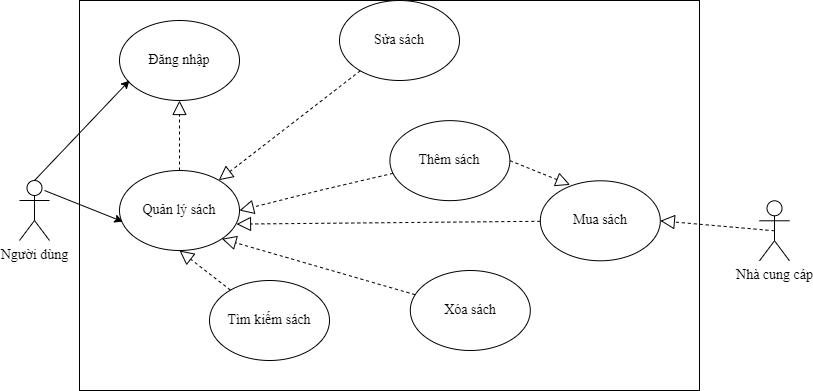 Sửa sách
Đăng nhập
Thêm sách
Quản lý sách
Mua sách
Người dùng
Nhà cung cấp
Tìm kiếm sách
Xóa sách